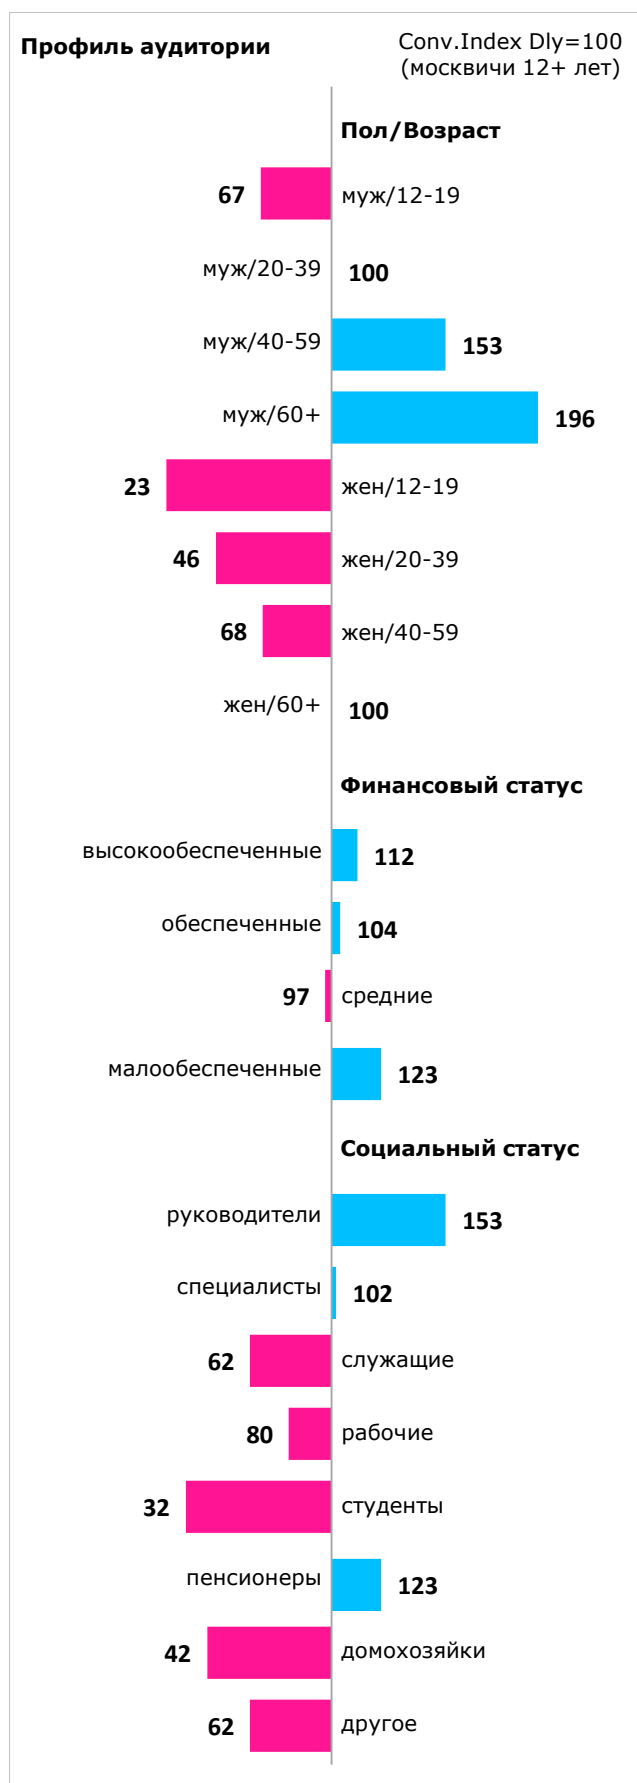 Профиль аудитории
Conv.Index Dly=100
(москвичи 12+ лет)
Пол/Возраст
67 муж/12-19
муж/20-39 100
муж/40-59 153
муж/60+ 196
23 жен/12-19
46 жен/20-39
68 жен/40-59
жен/60+ 100
Финансовый статус
высокообеспеченные 112
обеспеченные 104
97 средние
малообеспеченные 123
Социальный статус
руководители 153
специалисты 102
62 служащие
80 рабочие
32 студенты
пенсионеры 123
42 домохозяйки
62 другое